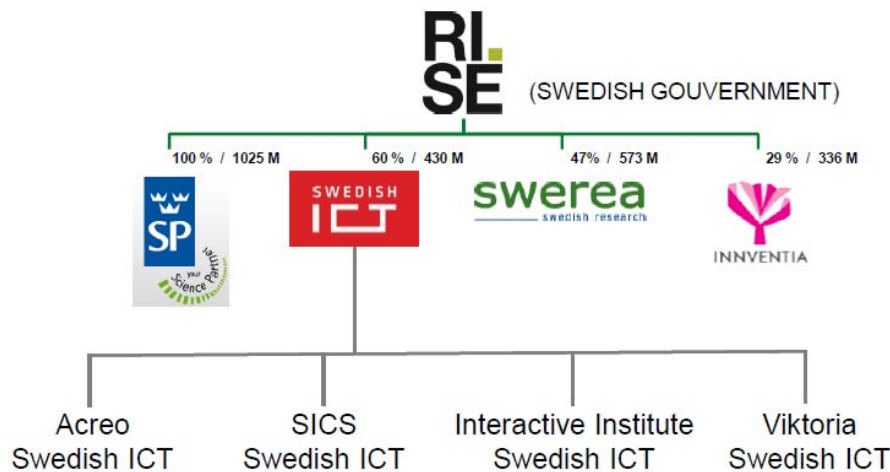 RI.
SE
(SWEDISH GOUVERNMENT)
100 % / 1025 M
60 % / 430 M
47% / 573 M
29 % / 336 M
SP
your
Science Partner
SWEDISH
ICT
swerea
swedish research
INNVENTIA
Acreo
Swedish ICT
SICS
Swedish ICT
Interactive Institute
Swedish ICT
Viktoria
Swedish ICT